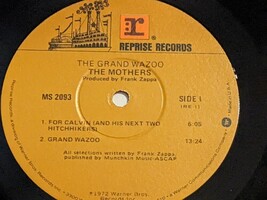 r
REPRISE RECORDS
THE GRAND WAZOO
THE MOTHERS
Produced by Frank Zappa
MS 2093
SIDE 1
1. FOR CALVIN (AND HIS NEXT TWO
HITCHHIKERS) 6:05
2. GRAND WAZOO 13:24
All selections written by Frank Zappa,
published by Munchkin Music-ASCAP
©1972 Warner Bros.